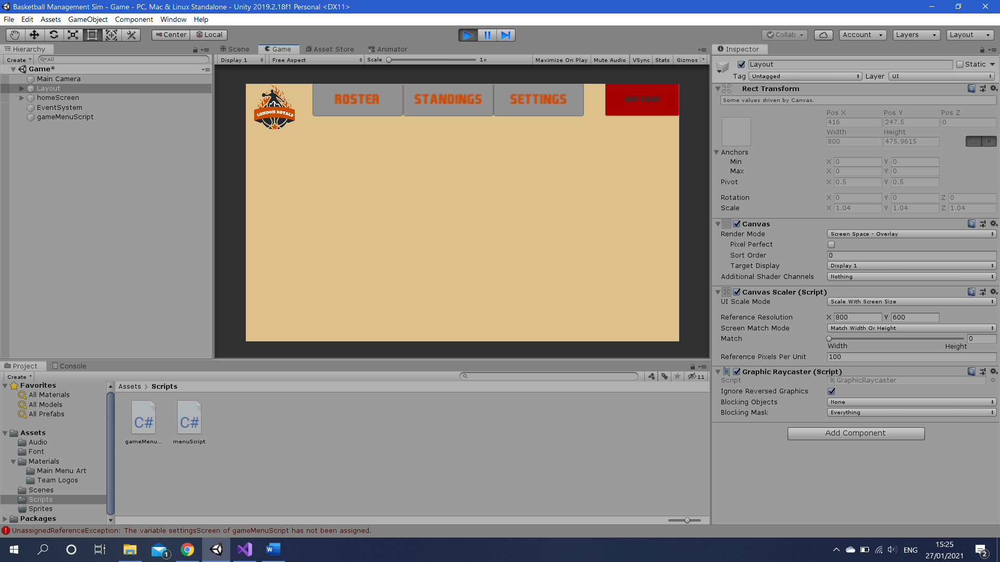 Basketball Management Sim - Game - PC, Mac & Linux Standalone - Unity 2019.2.18f1 Personal <DX11>
File Edit Assets GameObject Component Window Help
Center Local Collab Account Layers Layout
Hierarchy
Create All
Game*
Main Camera
Layout
homeScreen
EventSystem
gameMenuScript
Scene Game Asset Store Animator
Display 1 Free Aspect Scale 1x Maximize On Play Mute Audio VSync Stats Gizmos
LONDON ROYALS
ROSTER STANDINGS SETTINGS QUIT GAME
Inspector
Layout Static
Tag Untagged Layer UI
Rect Transform
Some values driven by Canvas.
Pos X Pos Y Pos Z
416 247.5 0
Width Height
800 475.9615 R
Anchors
Min X 0 Y 0
Max X 0 Y 0
Pivot X 0.5 Y 0.5
Rotation X 0 Y 0 Z 0
Scale X 1.04 Y 1.04 Z 1.04
Canvas
Render Mode Screen Space - Overlay
Pixel Perfect
Sort Order 0
Target Display Display 1
Additional Shader Channels Nothing
Canvas Scaler (Script)
UI Scale Mode Scale With Screen Size
Reference Resolution X 800 Y 600
Screen Match Mode Match Width Or Height
Match 0
Width Height
Reference Pixels Per Unit 100
Graphic Raycaster (Script)
Script GraphicRaycaster
Ignore Reversed Graphics
Blocking Objects None
Blocking Mask Everything
Add Component
Project Console
Create 11
Favorites
All Materials
All Models
All Prefabs
Assets
Audio
Font
Materials
Main Menu Art
Team Logos
Scenes
Scripts
Sprites
Packages
Assets > Scripts
C# C#
gameMenu... menuScript
UnassignedReferenceException: The variable settingsScreen of gameMenuScript has not been assigned.
1 W ENG 15:25
27/01/2021 2